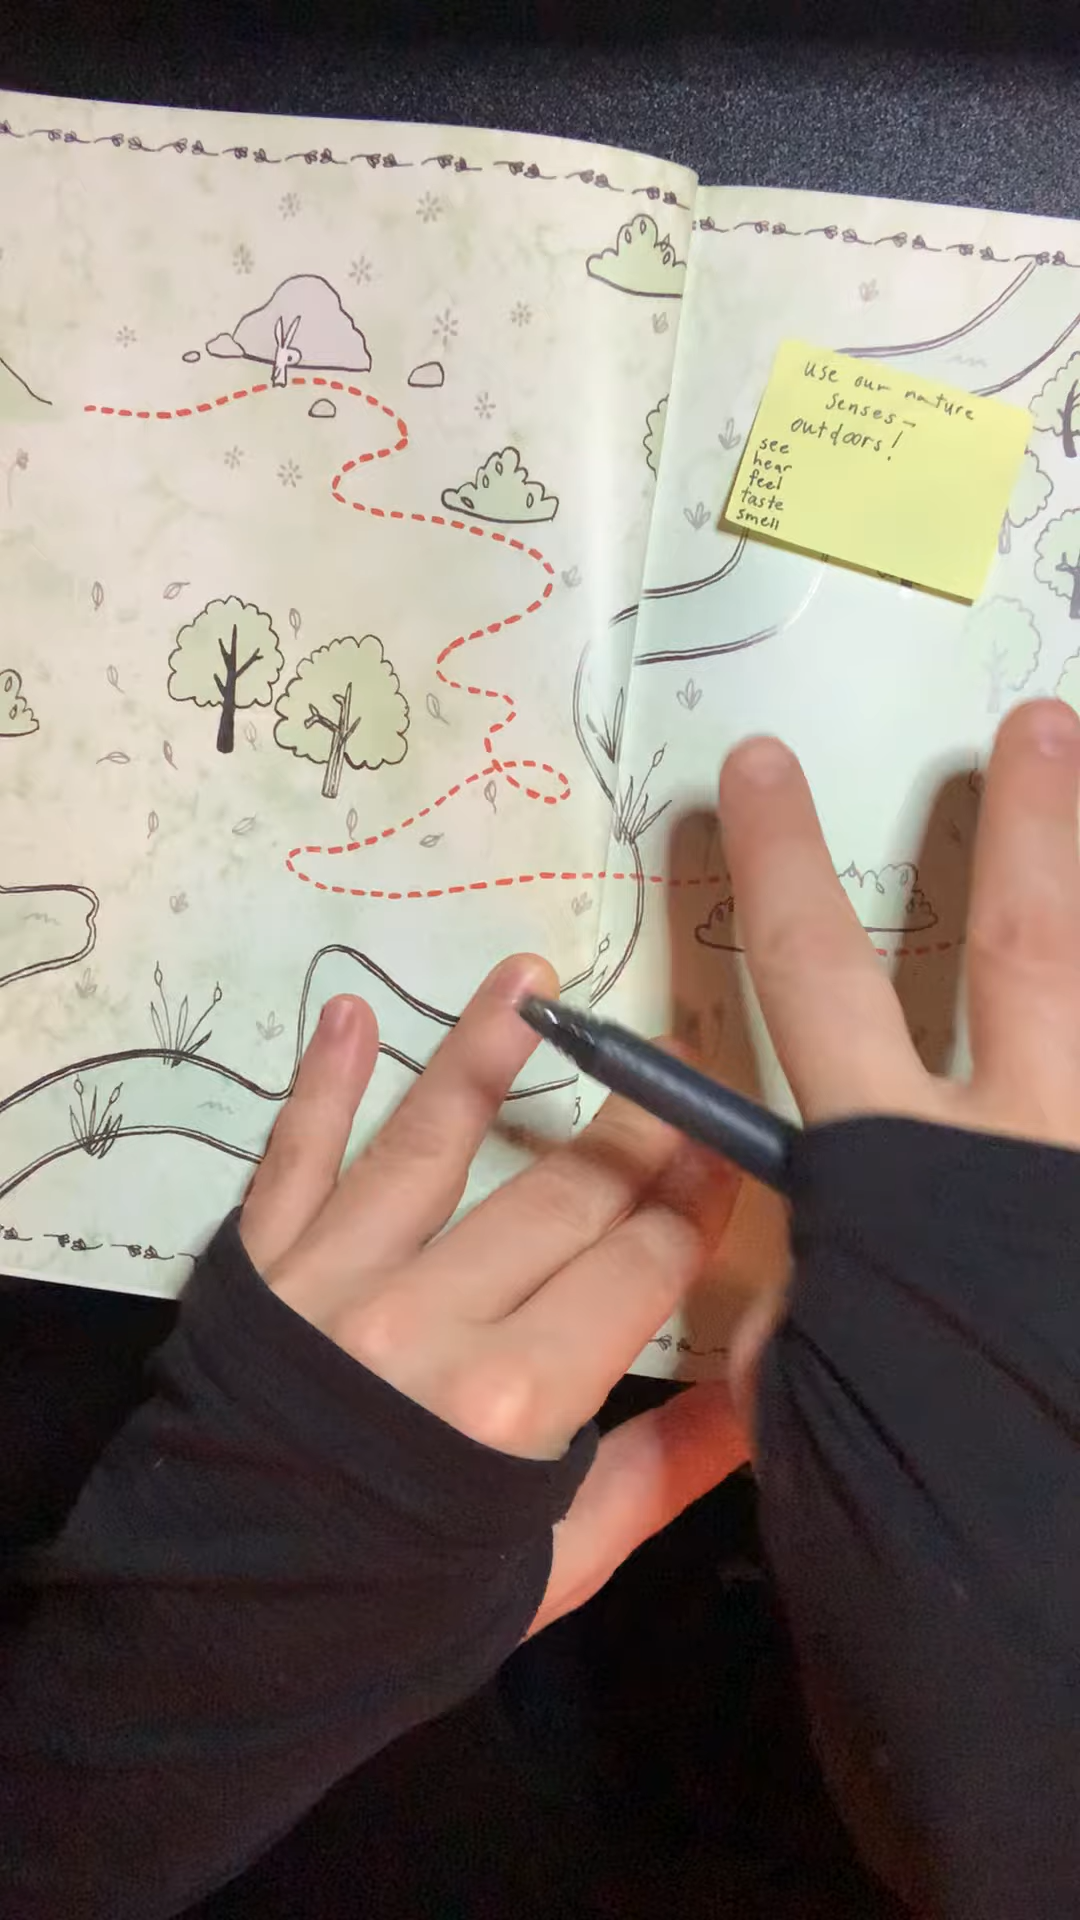 use our nature
senses-
outdoors!
see
hear
feel
taste
smell